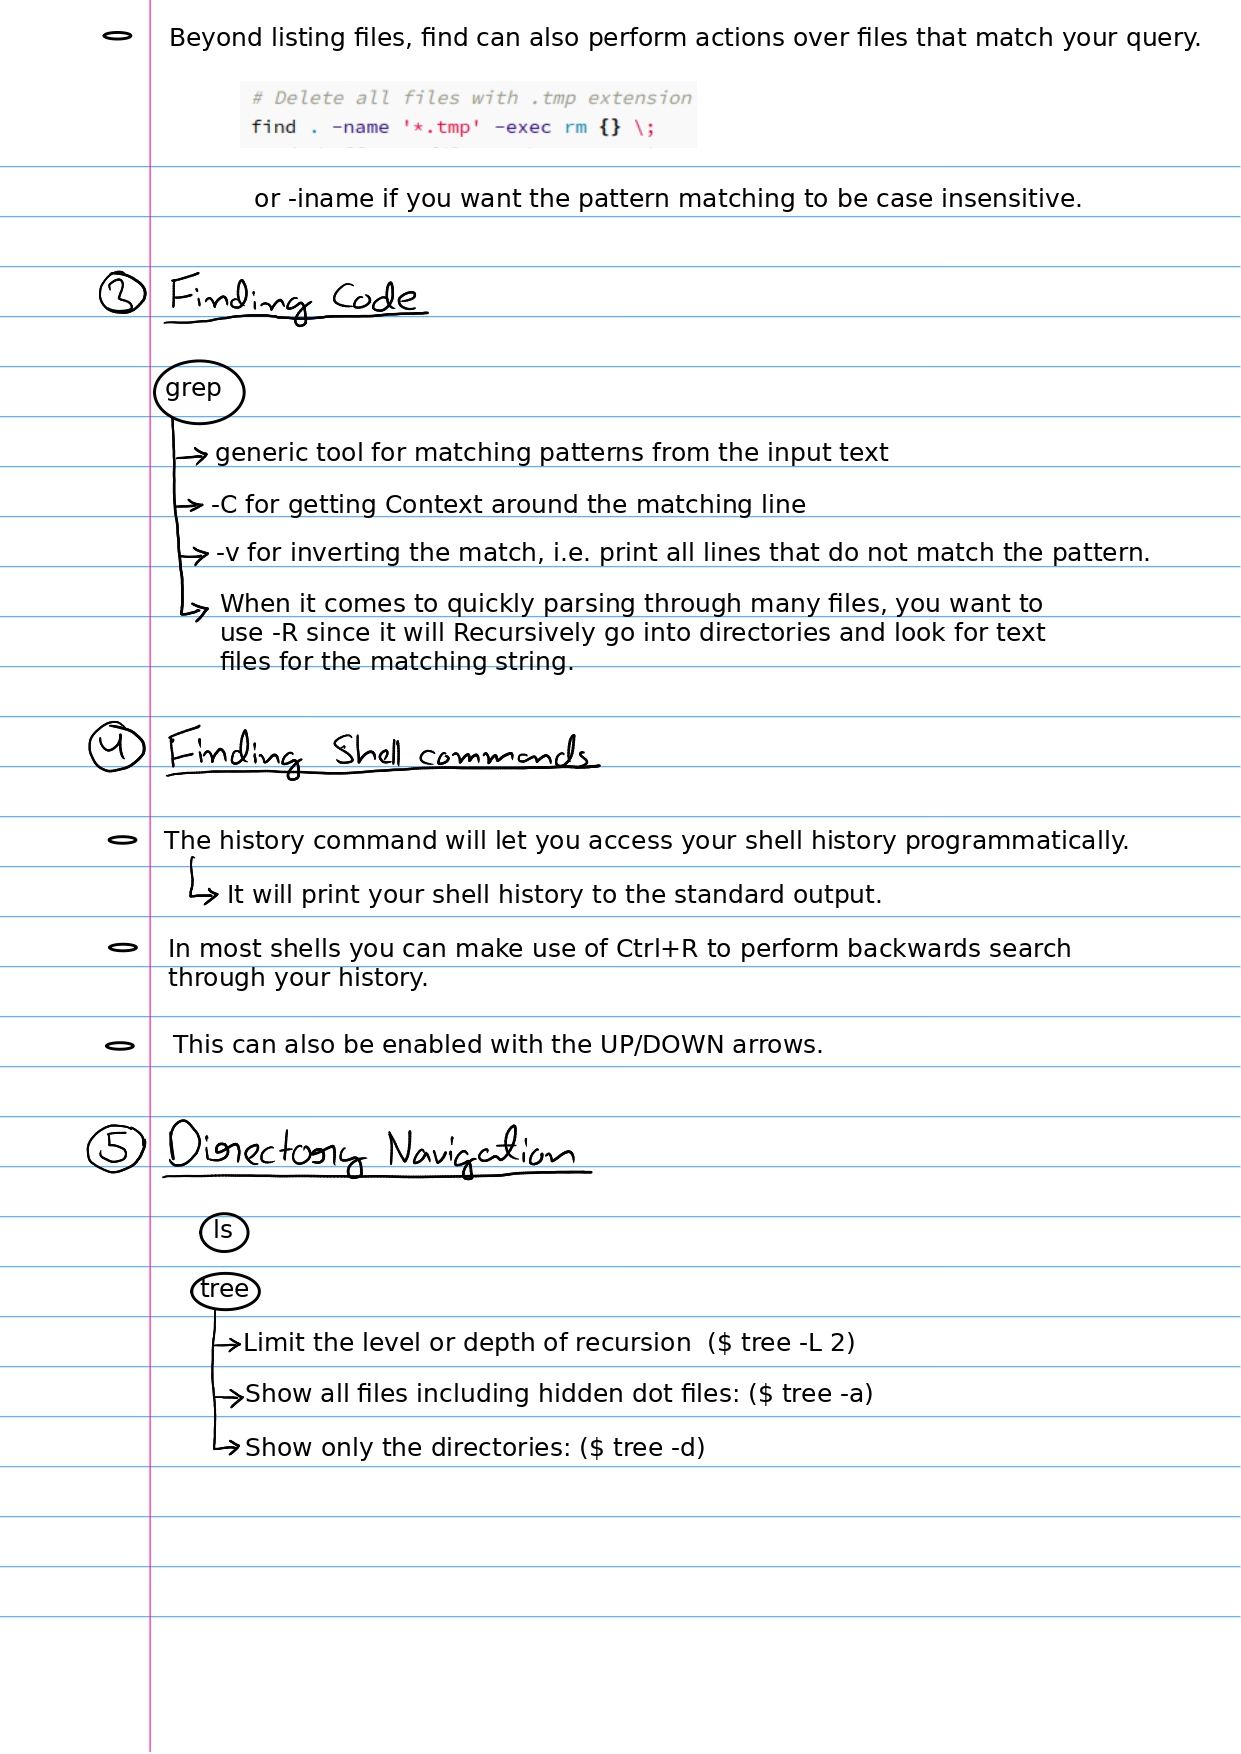 Beyond listing files, find can also perform actions over files that match your query.
# Delete all files with .tmp extension
find . -name '*.tmp' -exec rm {} \;
or -iname if you want the pattern matching to be case insensitive.
3 Finding Code
grep
generic tool for matching patterns from the input text
-C for getting Context around the matching line
-v for inverting the match, i.e. print all lines that do not match the pattern.
When it comes to quickly parsing through many files, you want to
use -R since it will Recursively go into directories and look for text
files for the matching string.
4 Finding Shell commands
The history command will let you access your shell history programmatically.
It will print your shell history to the standard output.
In most shells you can make use of Ctrl+R to perform backwards search
through your history.
This can also be enabled with the UP/DOWN arrows.
5 Directory Navigation
ls
tree
Limit the level or depth of recursion  ($ tree -L 2)
Show all files including hidden dot files: ($ tree -a)
Show only the directories: ($ tree -d)